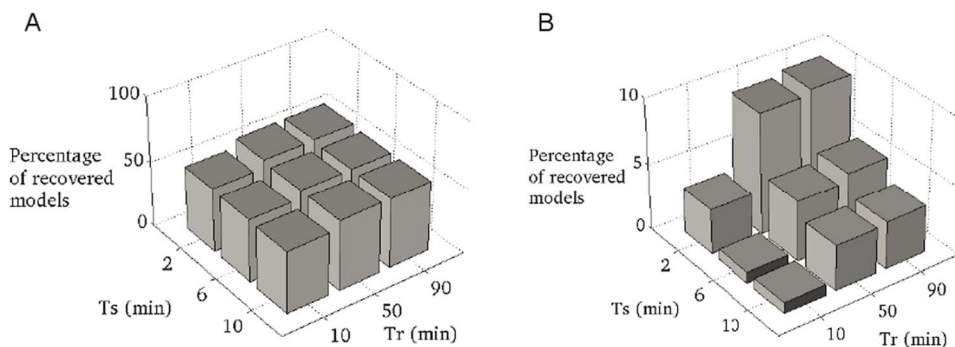 A
100
50
0
Percentage
of recovered
models
2
6
10
Ts (min)
10
50
90
Tr (min)
B
10
5
0
Percentage
of recovered
models
2
6
10
Ts (min)
10
50
90
Tr (min)